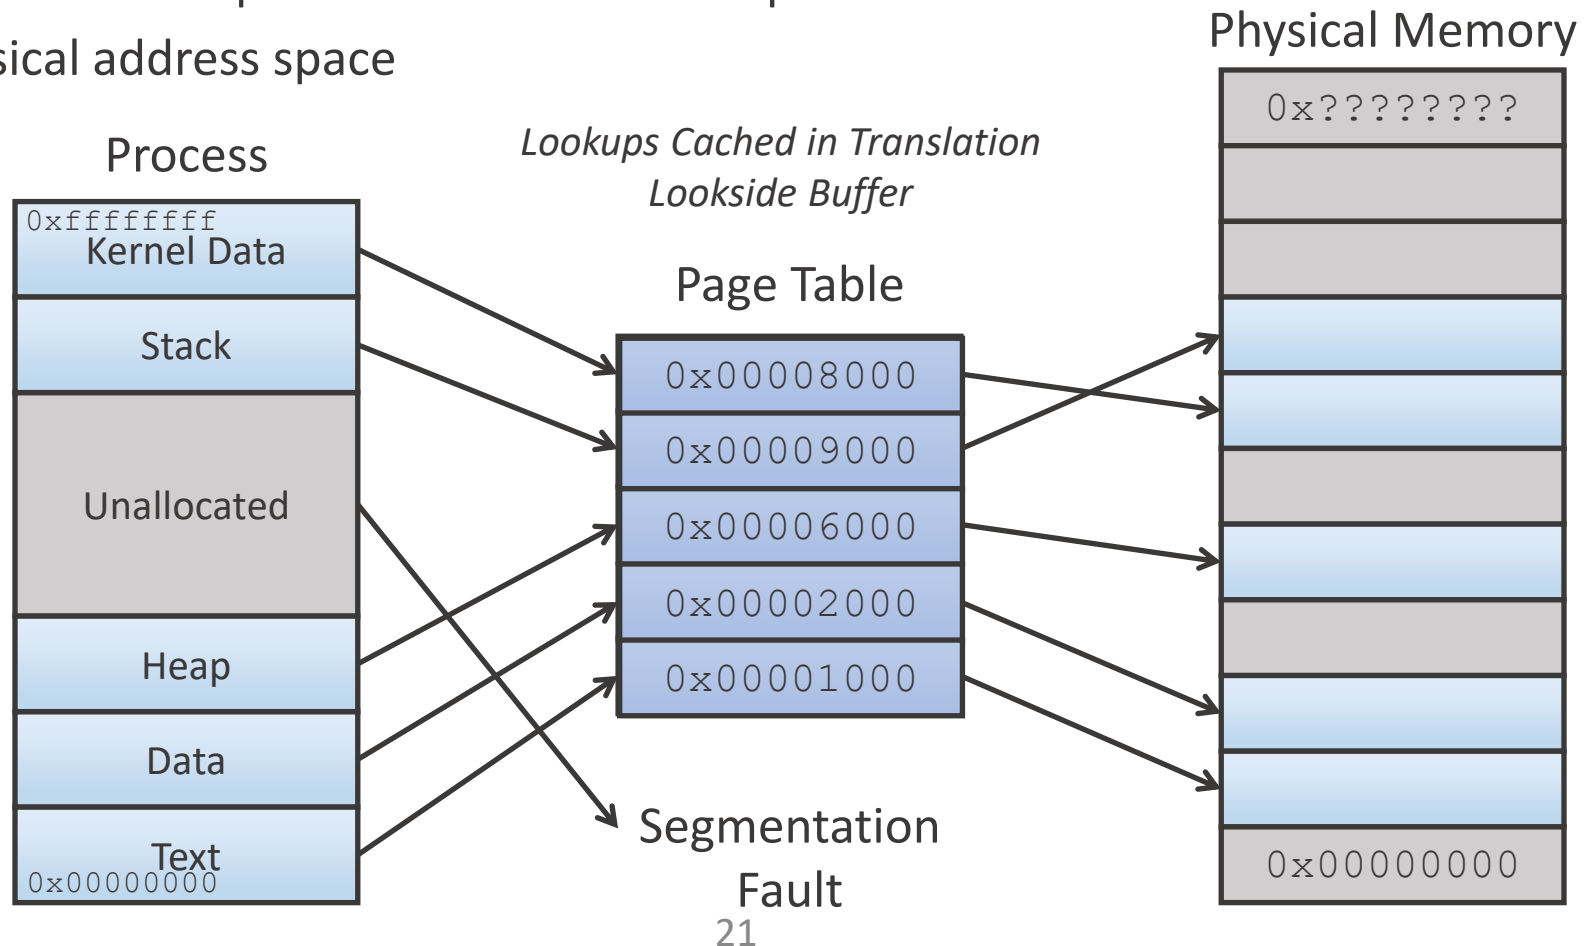 sical address space
Physical Memory
Process
Lookups Cached in Translation
Lookside Buffer
Page Table
0xffffffff
Kernel Data
Stack
Unallocated
Heap
Data
Text
0x00000000
0x00008000
0x00009000
0x00006000
0x00002000
0x00001000
Segmentation
Fault
0x????????
0x00000000
21